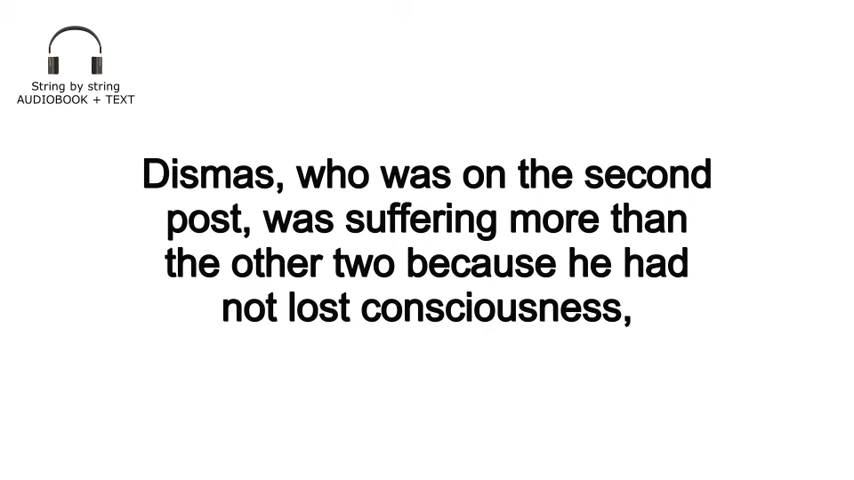 String by string
AUDIOBOOK + TEXT
Dismas, who was on the second
post, was suffering more than
the other two because he had
not lost consciousness,